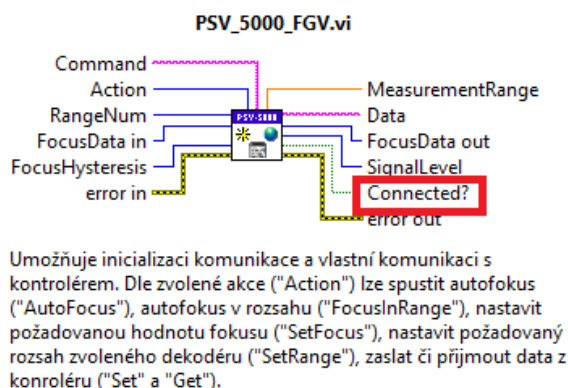 PSV_5000_FGV.vi
Command
Action
RangeNum
FocusData in
FocusHysteresis
error in
PSV-5000
MeasurementRange
Data
FocusData out
SignalLevel
Connected?
error out
Umožňuje inicializaci komunikace a vlastní komunikaci s
kontrolérem. Dle zvolené akce ("Action") lze spustit autofokus
("AutoFocus"), autofokus v rozsahu ("FocusInRange"), nastavit
požadovanou hodnotu fokusu ("SetFocus"), nastavit požadovaný
rozsah zvoleného dekodéru ("SetRange"), zaslat či přijmout data z
konroléru ("Set" a "Get").